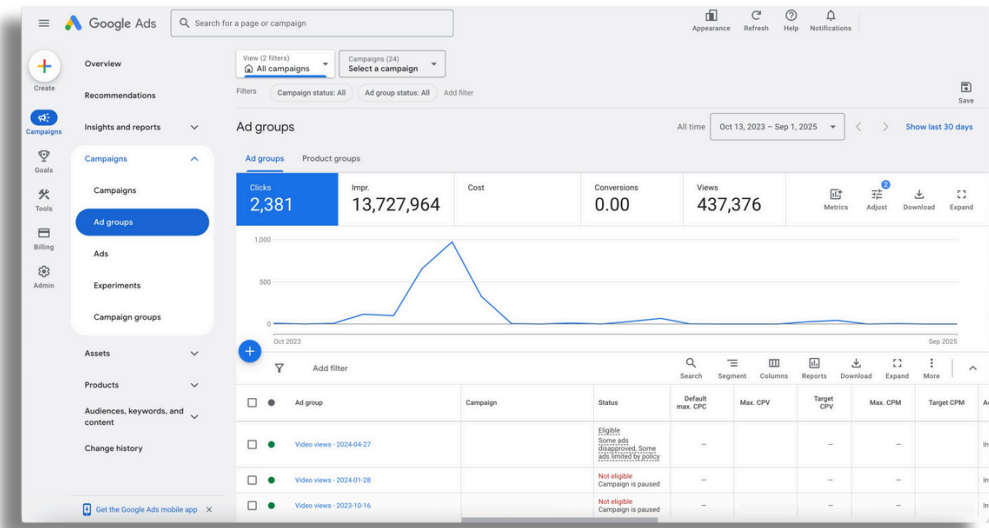 Google Ads
Search for a page or campaign
Appearance
Refresh
Help
Notifications
Create
Campaigns
Goals
Tools
Billing
Admin
Overview
Recommendations
Insights and reports
Campaigns
Campaigns
Ad groups
Ads
Experiments
Campaign groups
Assets
Products
Audiences, keywords, and
content
Change history
Get the Google Ads mobile app
View (2 filters)
All campaigns
Campaigns (24)
Select a campaign
Filters
Campaign status: All
Ad group status: All
Add filter
Save
Ad groups
All time
Oct 13, 2023 – Sep 1, 2025
Show last 30 days
Ad groups
Product groups
Clicks
2,381
Impr.
13,727,964
Cost
Conversions
0.00
Views
437,376
Metrics
2
Adjust
Download
Expand
1,000
500
0
Oct 2023
Sep 2025
Add filter
Search
Segment
Columns
Reports
Download
Expand
More
Ad group
Campaign
Status
Default
max. CPC
Max. CPV
Target
CPV
Max. CPM
Target CPM
Video views - 2024-04-27
Eligible
Some ads
disapproved, Some
ads limited by policy
– – –
Video views - 2024-01-28
Not eligible
Campaign is paused
– – –
Video views - 2023-10-16
Not eligible
Campaign is paused
– – –